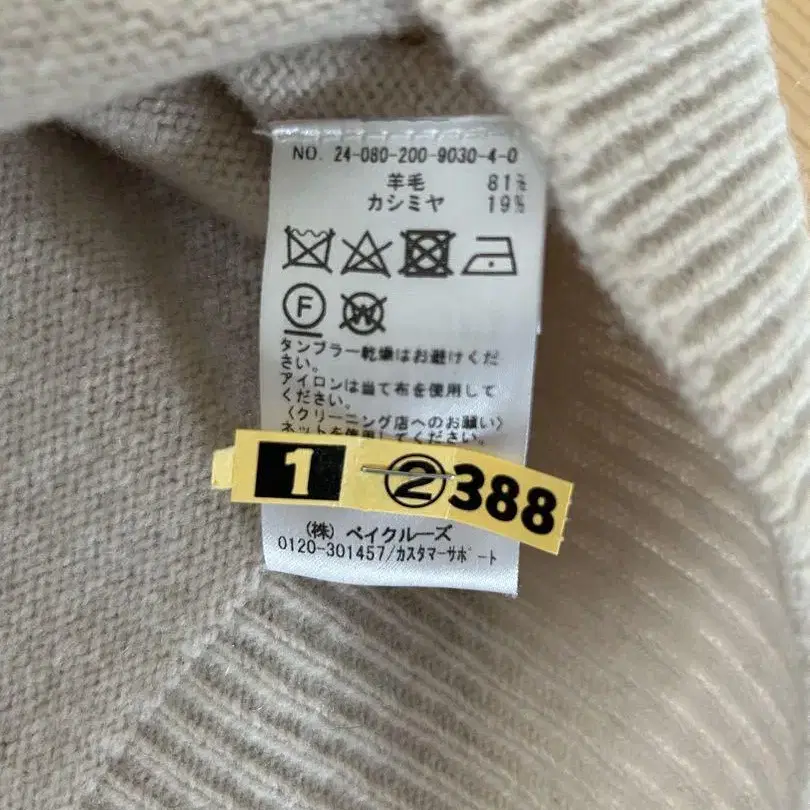 NO. 24-080-200-9030-4-0
羊毛 81%
カシミヤ 19%
F
W
タンブラー乾燥はお避けくだ
さい。
アイロンは当て布を使用して
ください。
〈クリーニング店へのお願い〉
ネットを使用してください。
1 ②388
(株) ベイクルーズ
0120-301457/カスタマーサポート